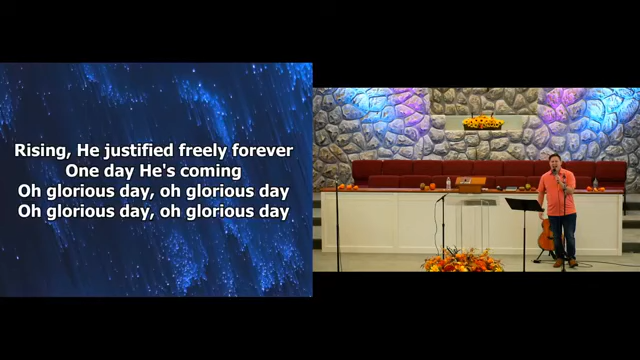 Rising, He justified freely forever
One day He's coming
Oh glorious day, oh glorious day
Oh glorious day, oh glorious day